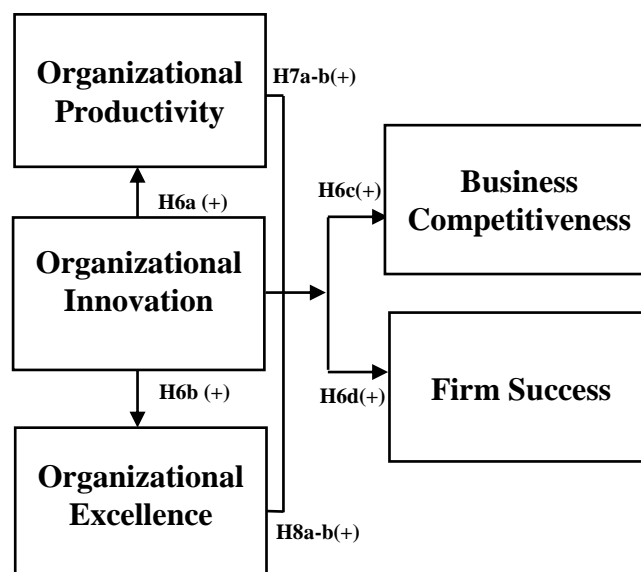 Organizational
Productivity
H7a-b(+)
H6a (+)
Organizational
Innovation
H6b (+)
Organizational
Excellence
H8a-b(+)
H6c(+)
Business
Competitiveness
H6d(+)
Firm Success